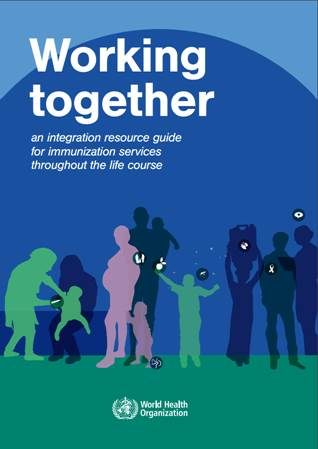 Working
together
an integration resource guide
for immunization services
throughout the life course
World Health
Organization